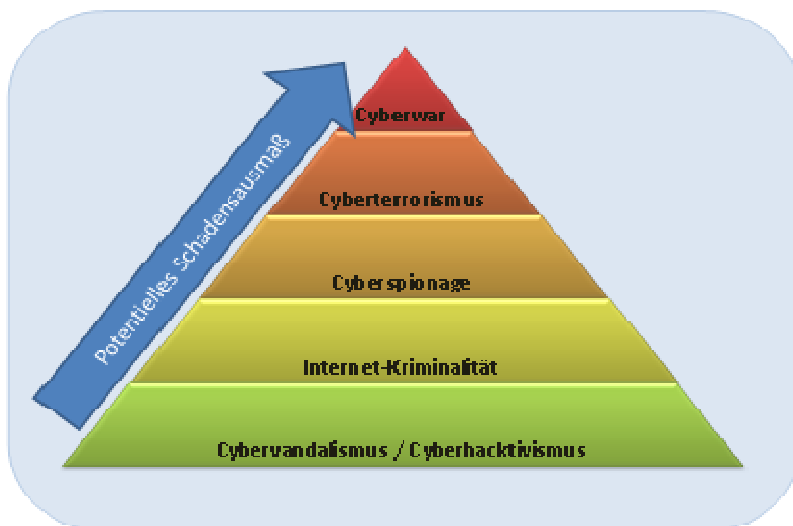 Cyberwar
Potentielles Schadensausmaß
Cyberterrorismus
Cyberspionage
Internet-Kriminalität
Cybervandalismus / Cyberhacktivismus